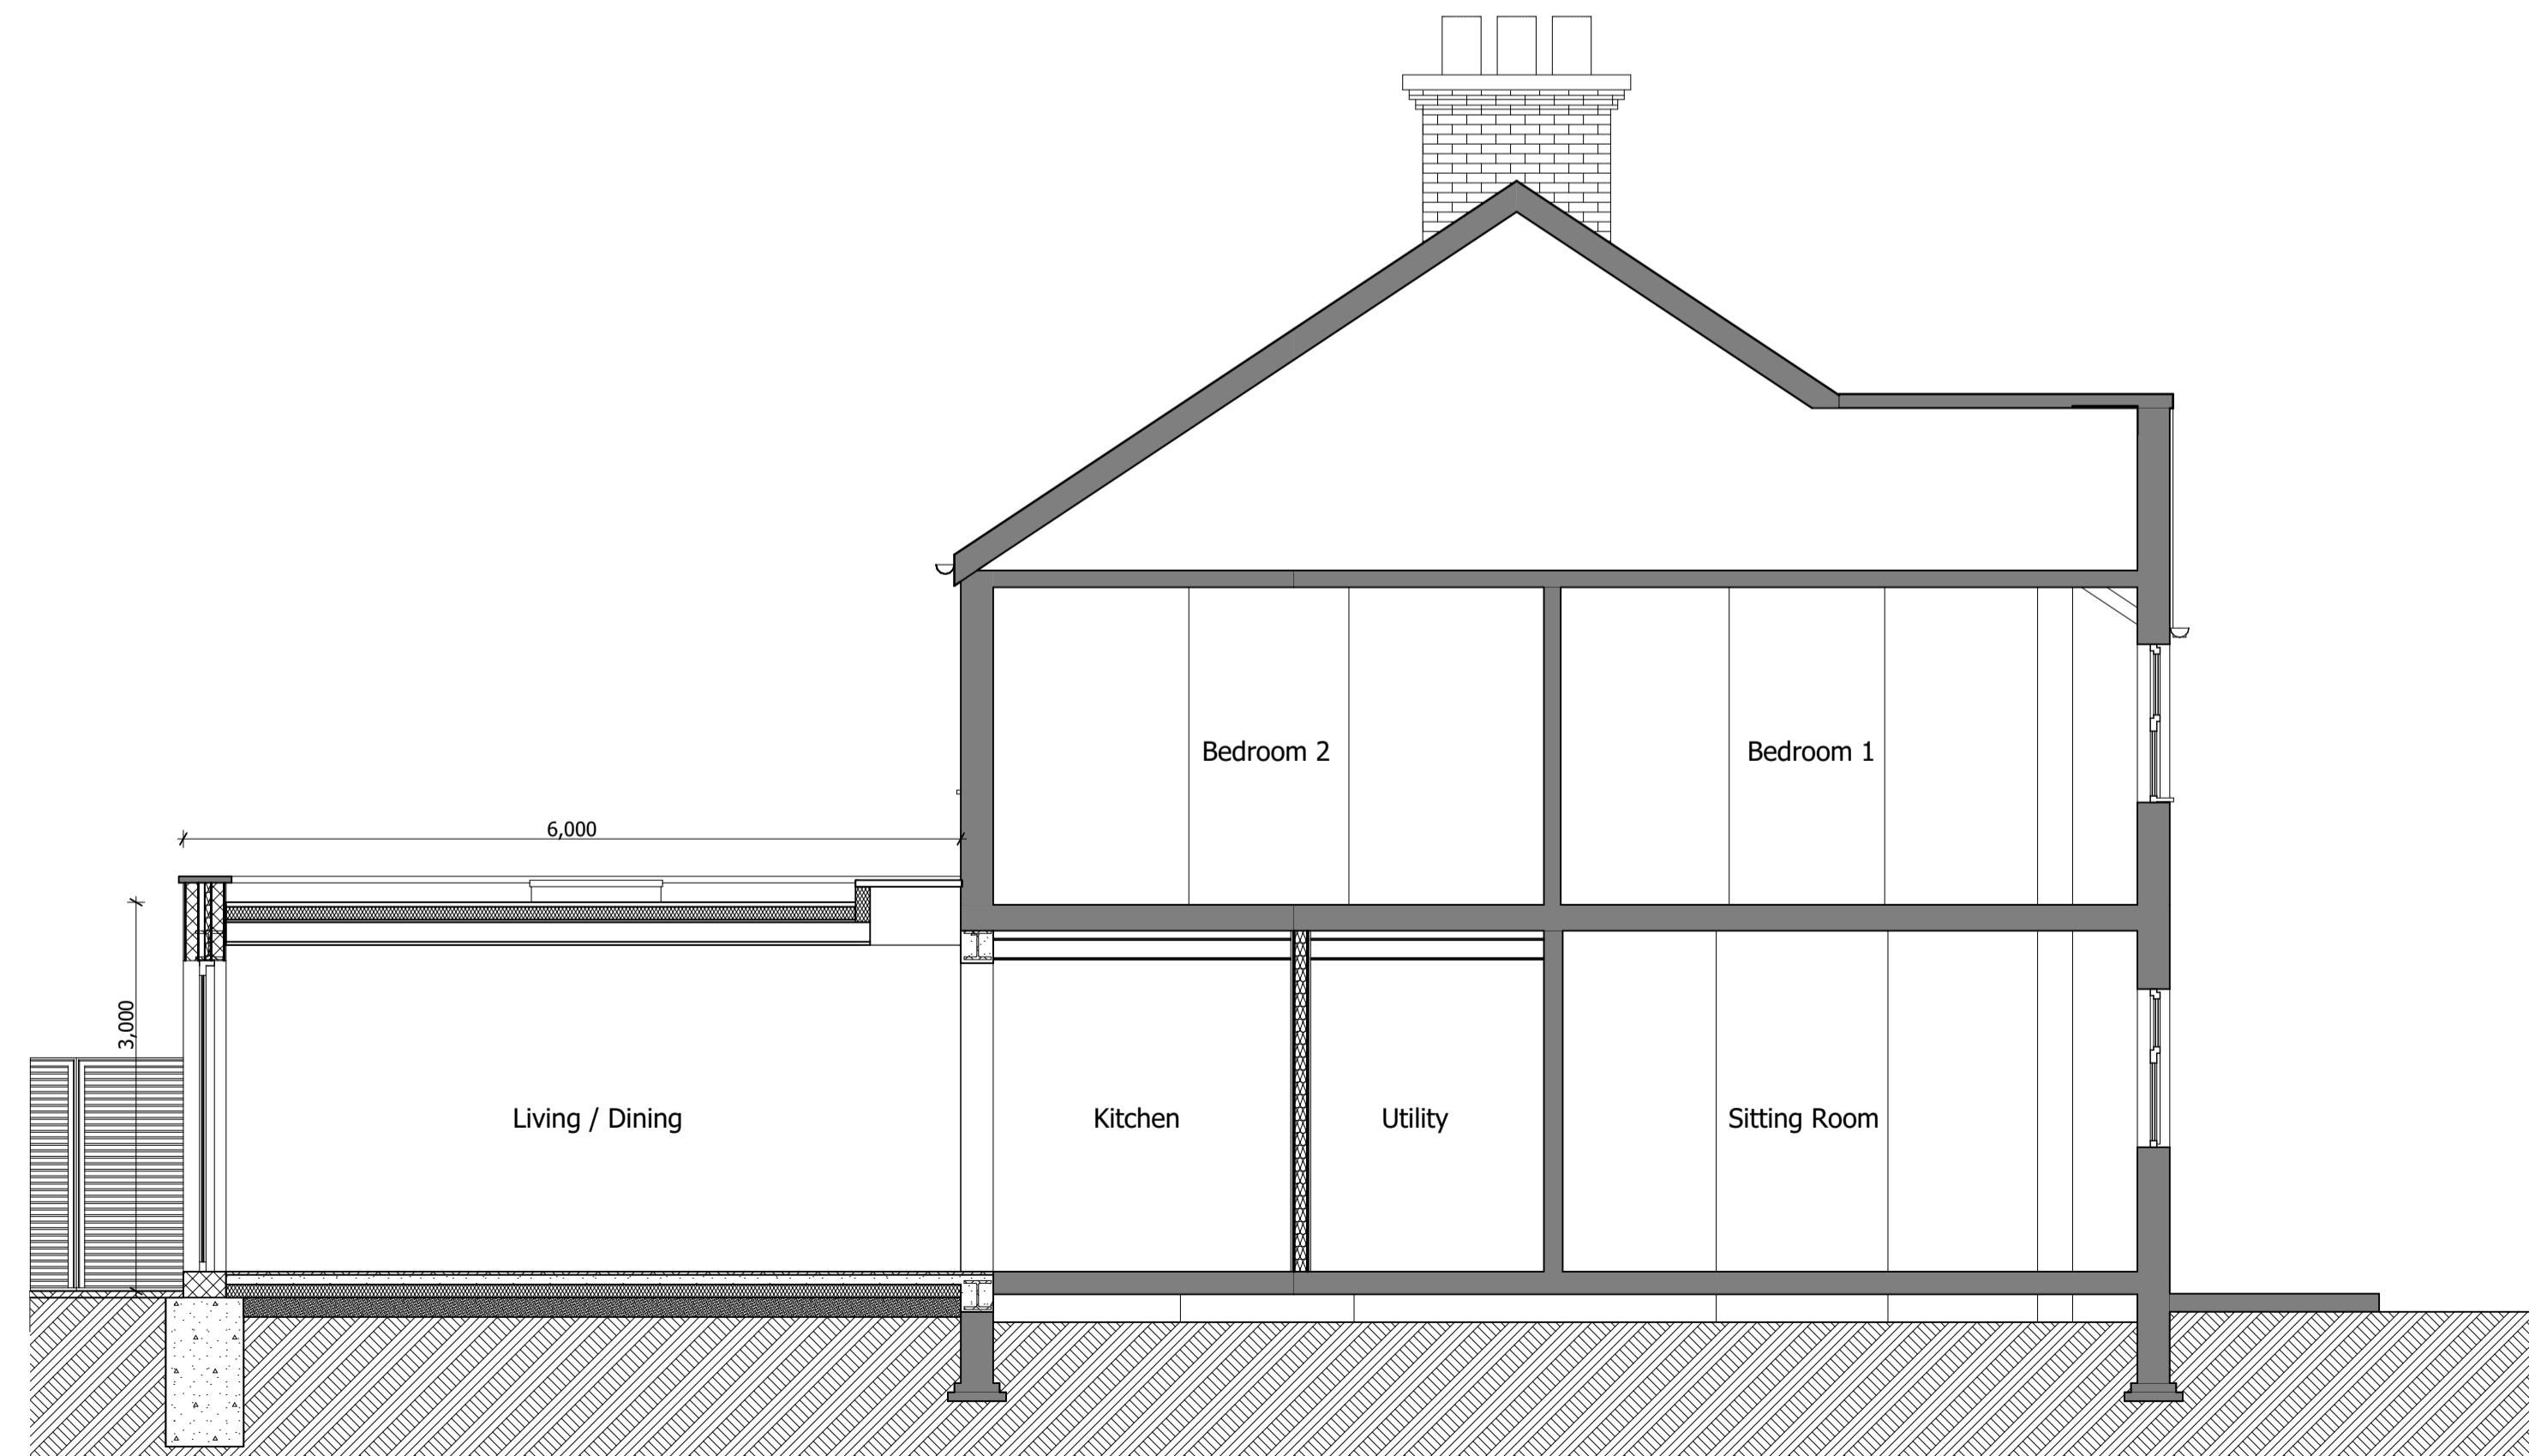 Bedroom 2
Bedroom 1
6,000
3,000
Living / Dining
Kitchen
Utility
Sitting Room